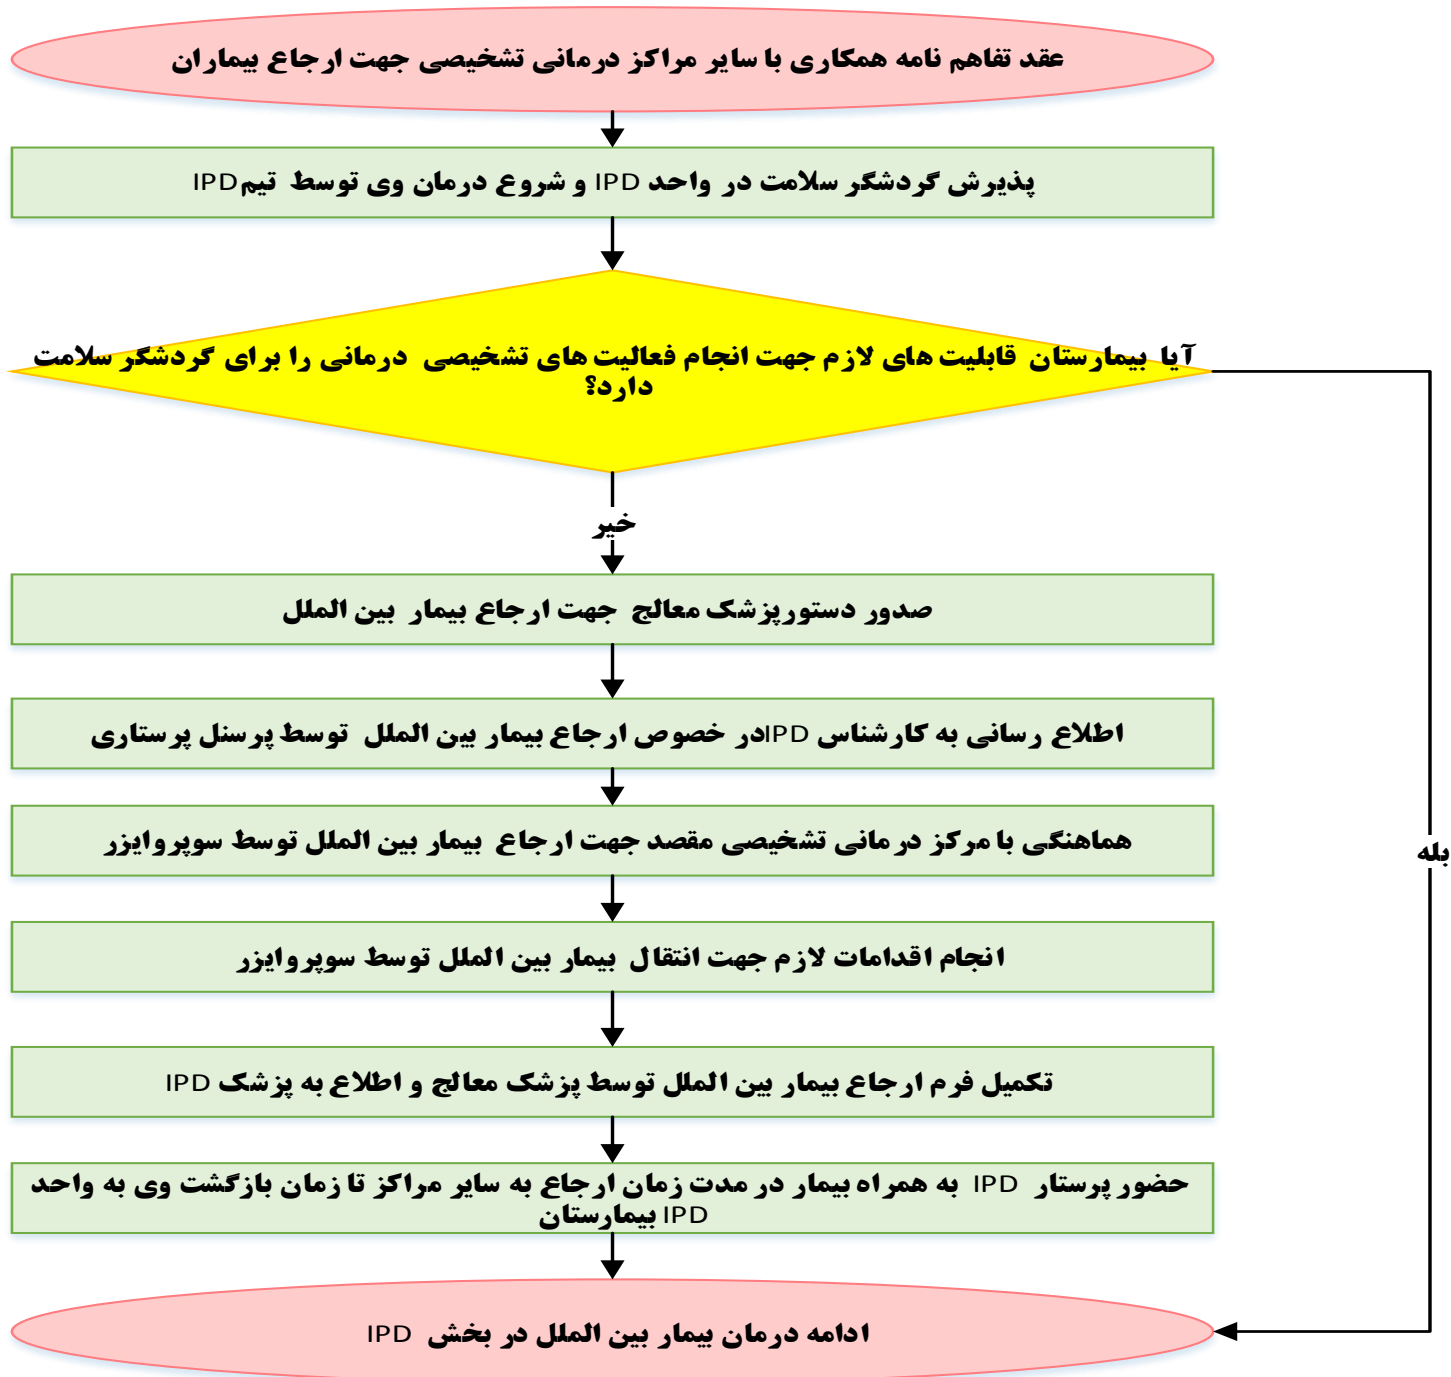 عقد تفاهم نامه همکاری با سایر مراکز درمانی تشخیصی جهت ارجاع بیماران
پذیرش گردشگر سلامت در واحد IPD و شروع درمان وی توسط تیم IPD
آیا بیمارستان قابلیت های لازم جهت انجام فعالیت های تشخیصی درمانی را برای گردشگر سلامت
دارد؟
خیر
صدور دستورپزشک معالج جهت ارجاع بیمار بین الملل
اطلاع رسانی به کارشناس IPDدر خصوص ارجاع بیمار بین الملل توسط پرسنل پرستاری
هماهنگی با مرکز درمانی تشخیصی مقصد جهت ارجاع بیمار بین الملل توسط سوپروایزر
بله
انجام اقدامات لازم جهت انتقال بیمار بین الملل توسط سوپروایزر
تکمیل فرم ارجاع بیمار بین الملل توسط پزشک معالج و اطلاع به پزشک IPD
حضور پرستار IPD به همراه بیمار در مدت زمان ارجاع به سایر مراکز تا زمان بازگشت وی به واحد
IPD بیمارستان
ادامه درمان بیمار بین الملل در بخش IPD